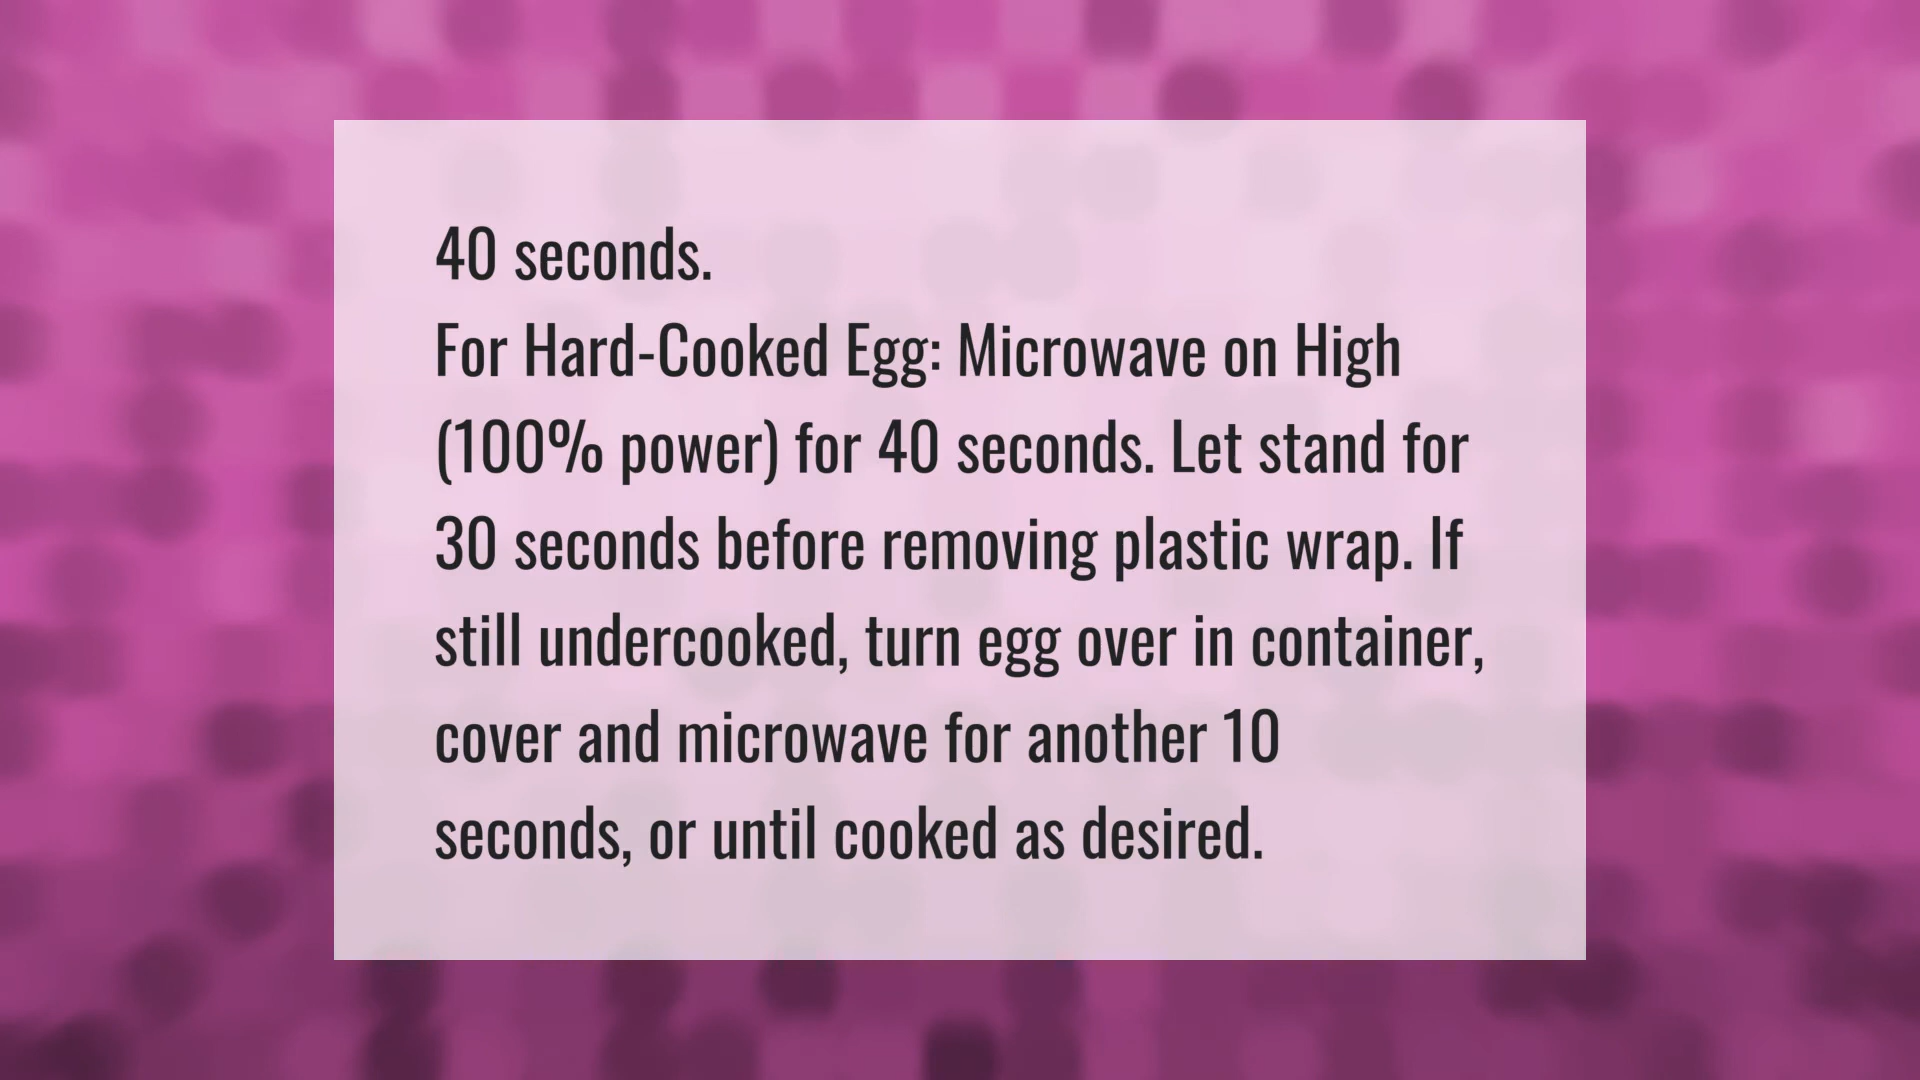 40 seconds.
For Hard-Cooked Egg: Microwave on High
(100% power) for 40 seconds. Let stand for
30 seconds before removing plastic wrap. If
still undercooked, turn egg over in container,
cover and microwave for another 10
seconds, or until cooked as desired.